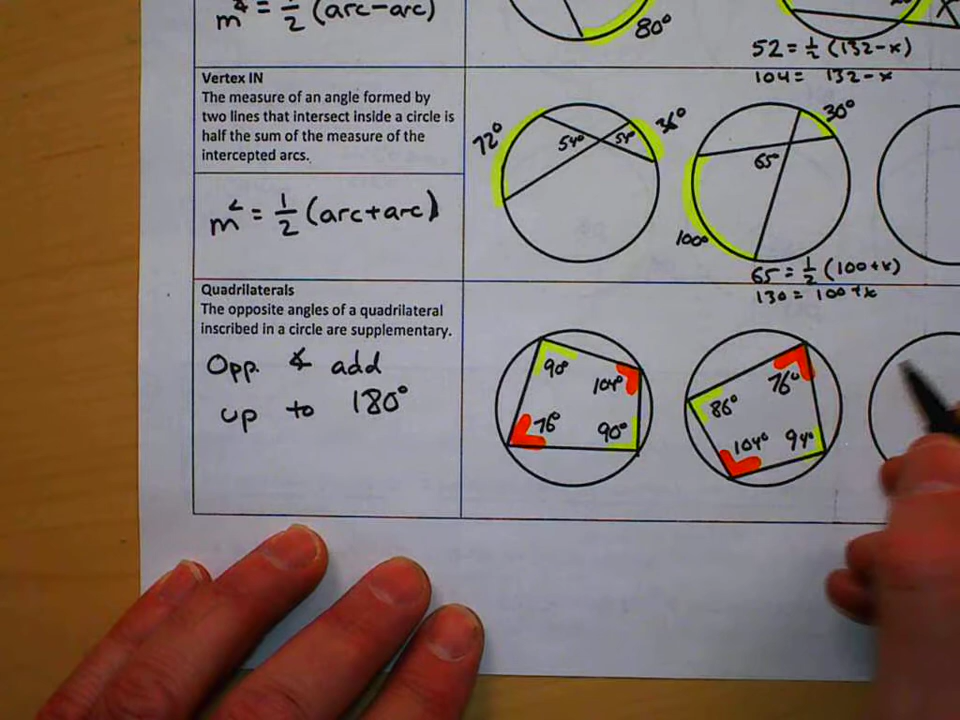 m∡ = 1/2 (arc-arc)
80°
52 = 1/2 (132-x)
104 = 132-x
Vertex IN
The measure of an angle formed by
two lines that intersect inside a circle is
half the sum of the measure of the
intercepted arcs.
m∠ = 1/2 (arc+arc)
72°
54°
54°
36°
30°
65°
100°
65 = 1/2 (100+x)
130 = 100+x
Quadrilaterals
The opposite angles of a quadrilateral
inscribed in a circle are supplementary.
Opp. ∡ add
up to 180°
90°
104°
76°
90°
76°
86°
104°
94°